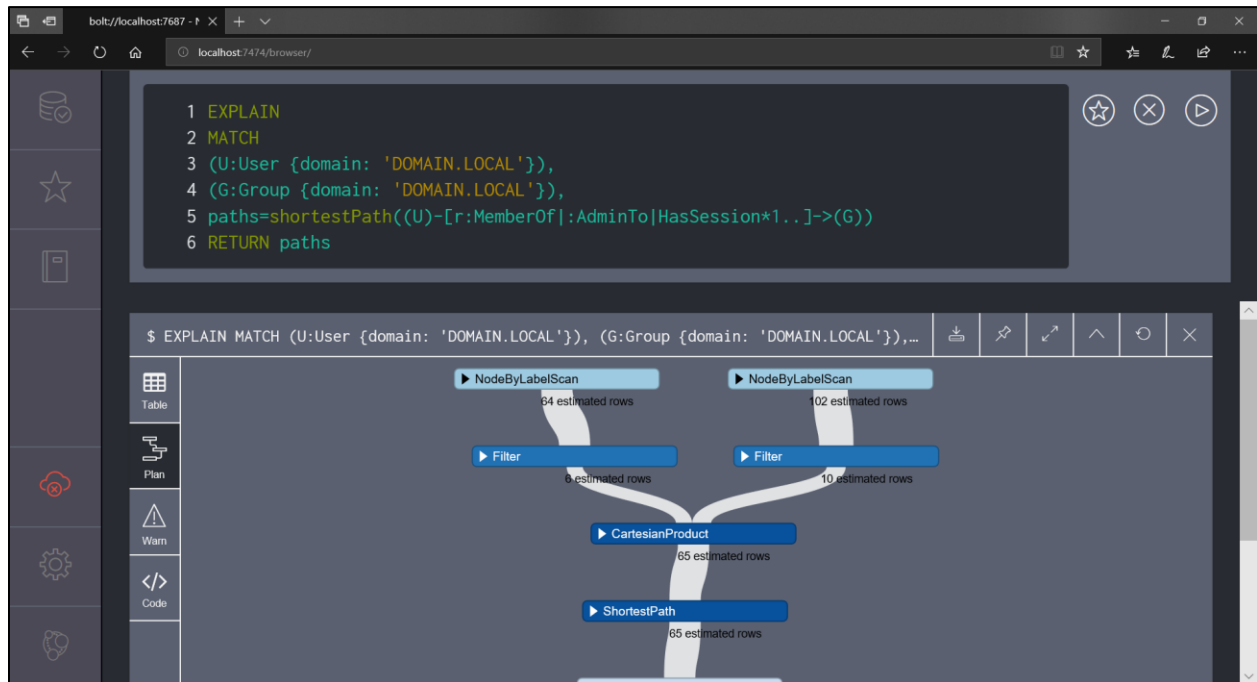 bolt://localhost:7687 - N
localhost:7474/browser/
1 EXPLAIN
2 MATCH
3 (U:User {domain: 'DOMAIN.LOCAL'}),
4 (G:Group {domain: 'DOMAIN.LOCAL'}),
5 paths=shortestPath((U)-[r:MemberOf|:AdminTo|HasSession*1..]->(G))
6 RETURN paths
$ EXPLAIN MATCH (U:User {domain: 'DOMAIN.LOCAL'}), (G:Group {domain: 'DOMAIN.LOCAL'}),…
Table
Plan
Warn
</>
Code
NodeByLabelScan
64 estimated rows
NodeByLabelScan
102 estimated rows
Filter
6 estimated rows
Filter
10 estimated rows
CartesianProduct
65 estimated rows
ShortestPath
65 estimated rows